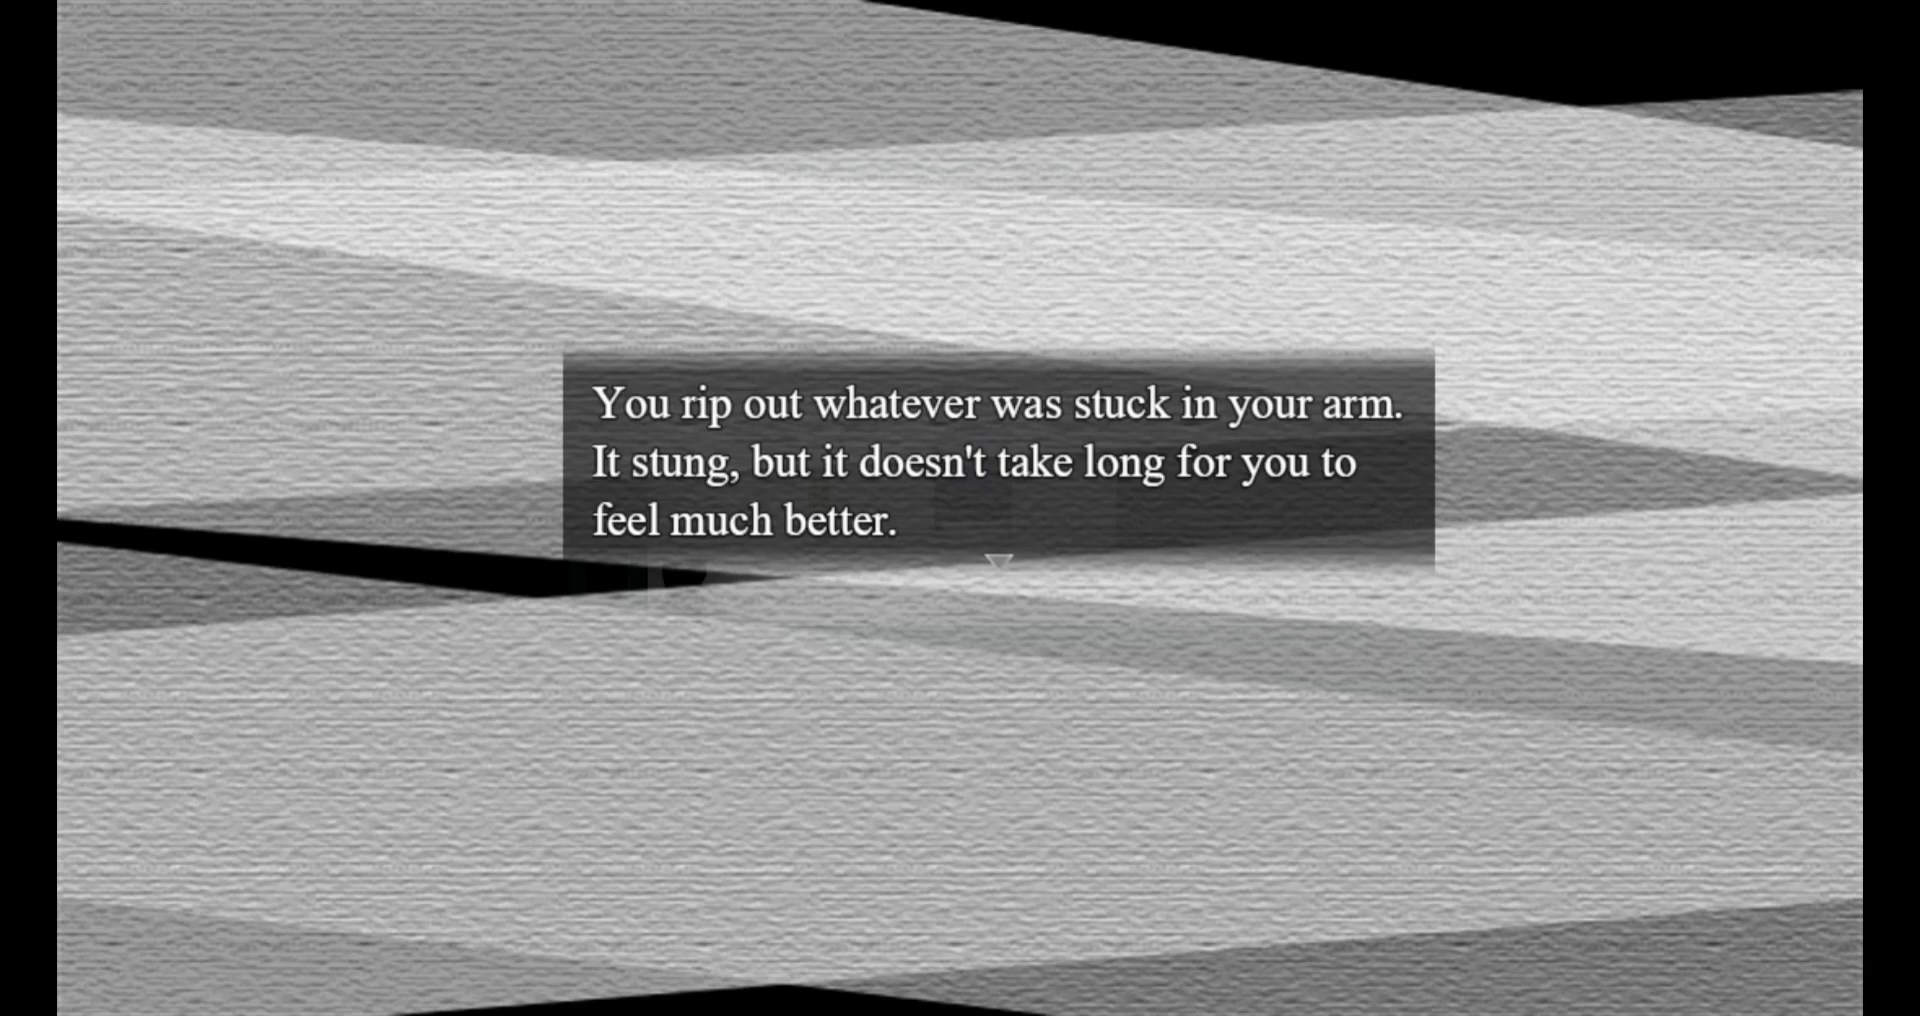 You rip out whatever was stuck in your arm.
It stung, but it doesn't take long for you to
feel much better.